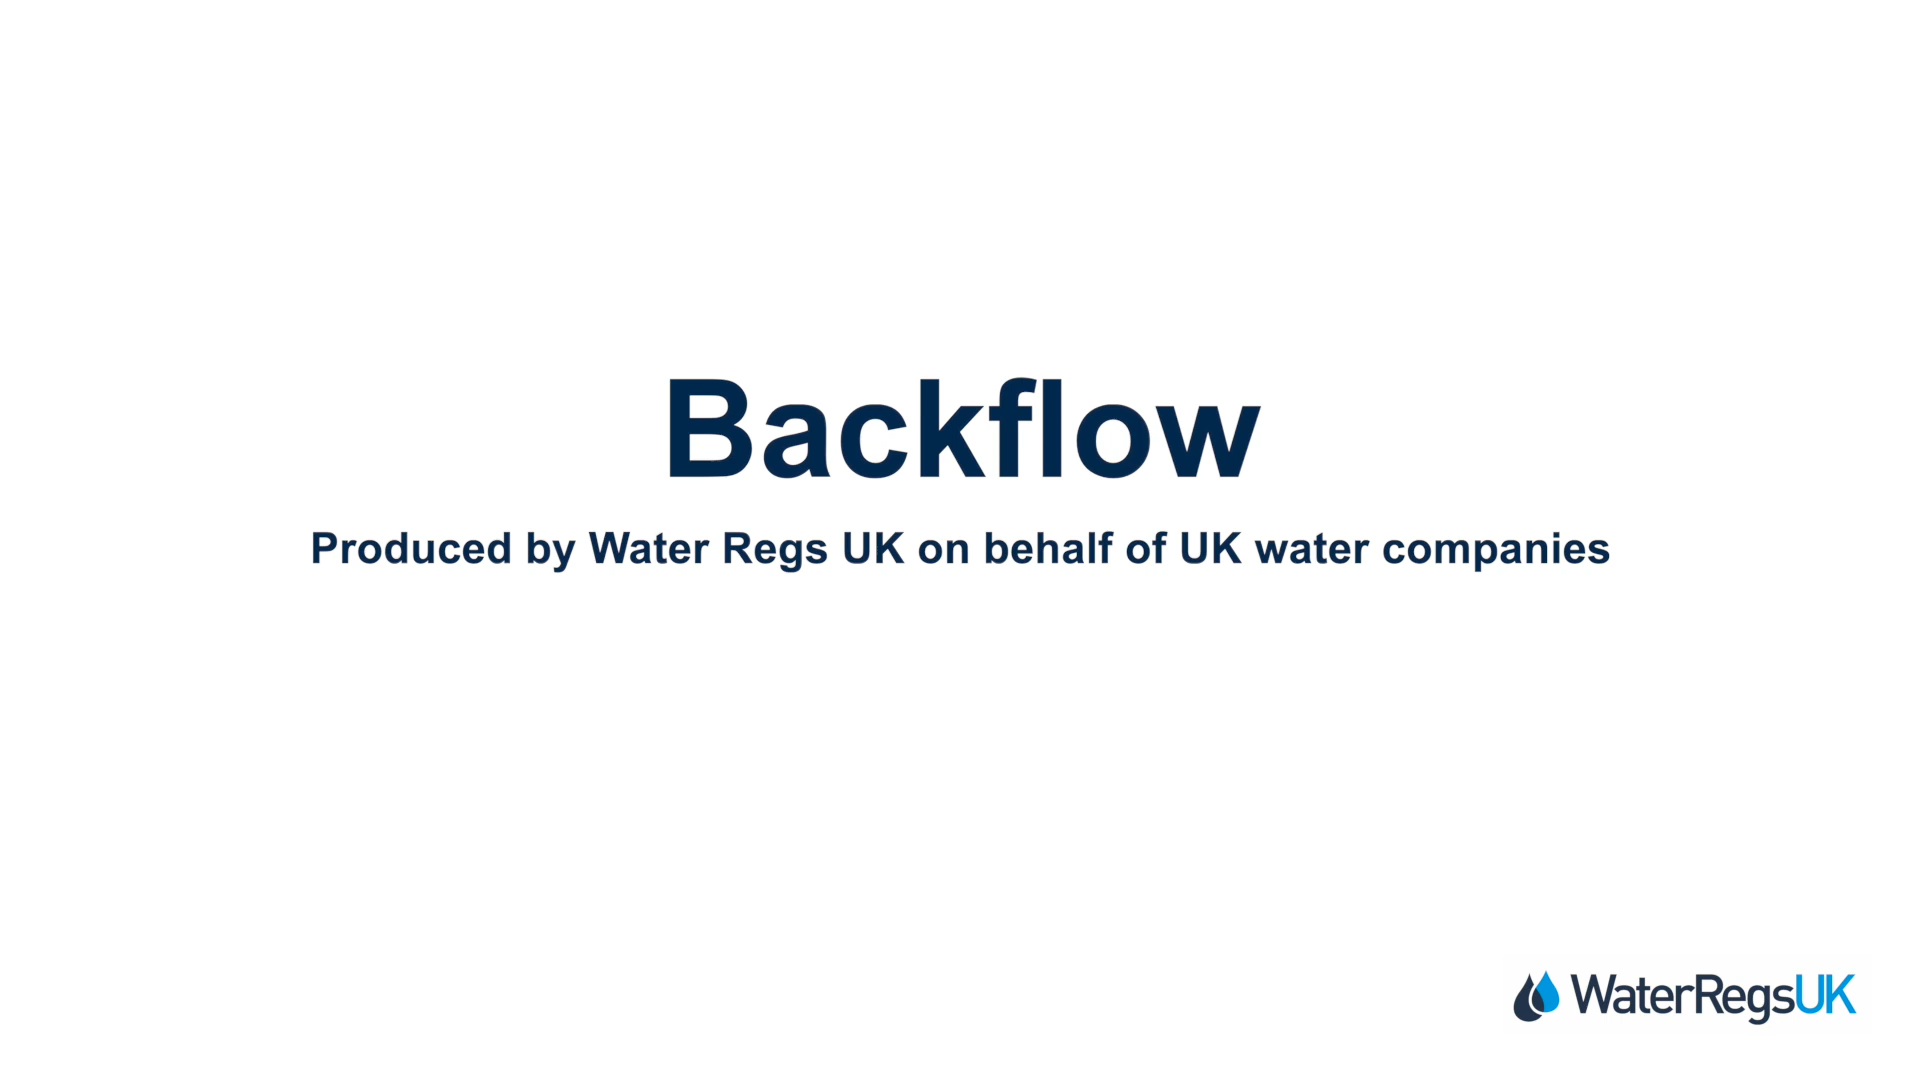 Backflow
Produced by Water Regs UK on behalf of UK water companies
WaterRegsUK